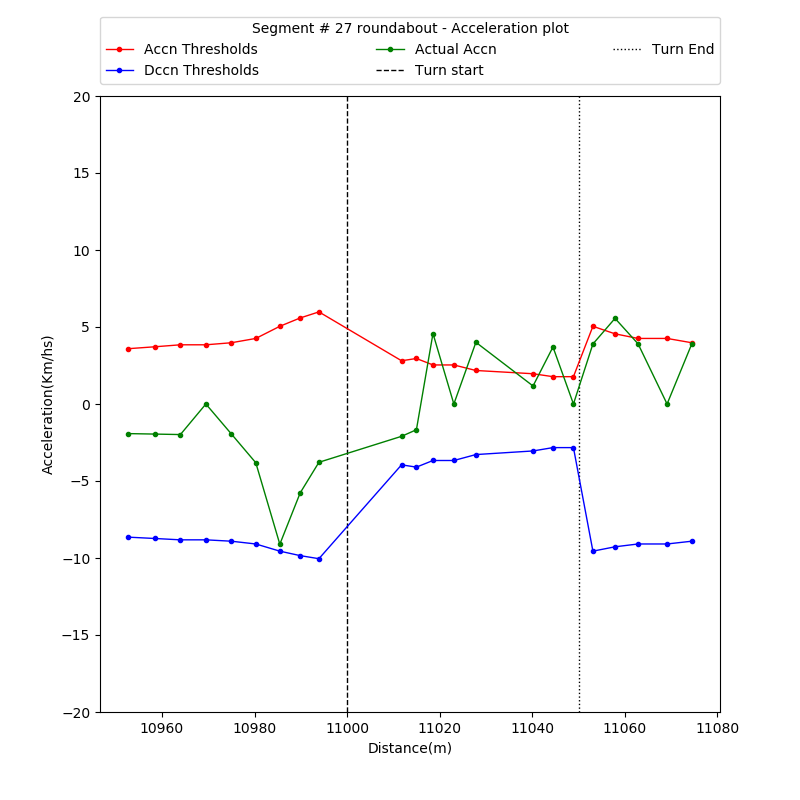 Segment # 27 roundabout - Acceleration plot
Accn Thresholds Actual Accn Turn End
Dccn Thresholds Turn start
20
15
10
5
0
−5
−10
−15
−20
Acceleration(Km/hs)
10960 10980 11000 11020 11040 11060 11080
Distance(m)